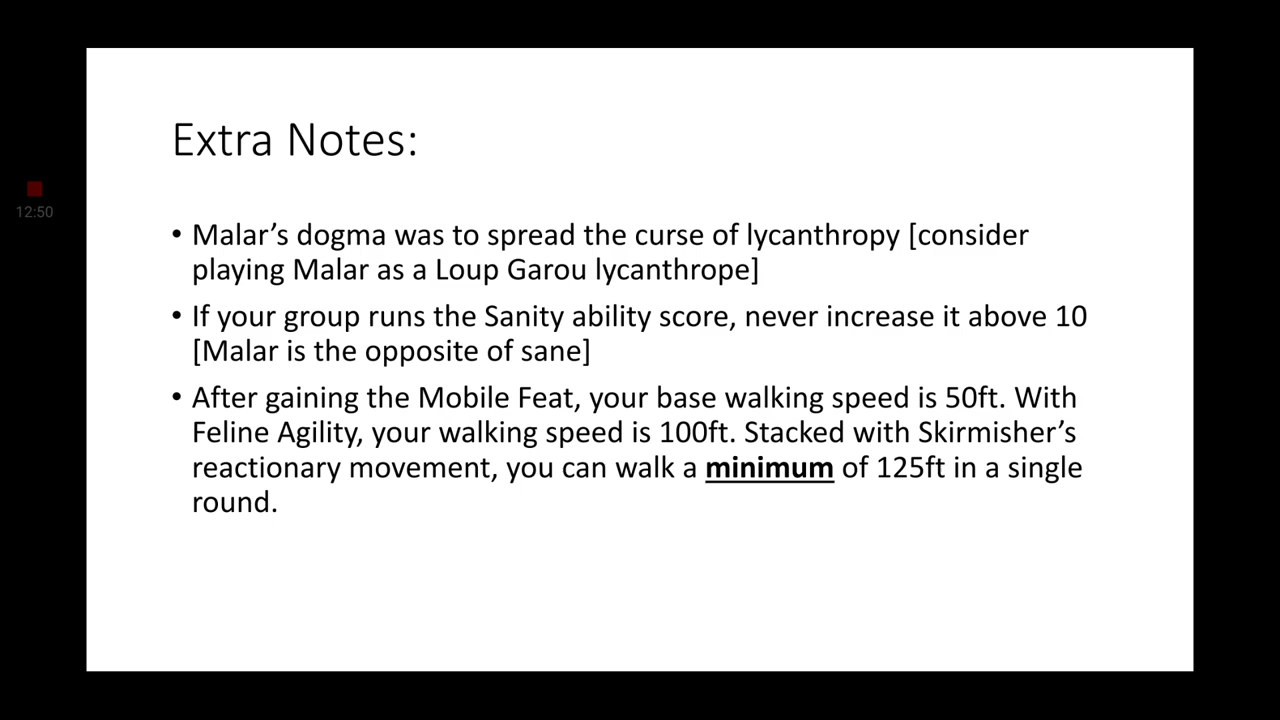 Extra Notes:
12:50
• Malar’s dogma was to spread the curse of lycanthropy [consider
playing Malar as a Loup Garou lycanthrope]
• If your group runs the Sanity ability score, never increase it above 10
[Malar is the opposite of sane]
• After gaining the Mobile Feat, your base walking speed is 50ft. With
Feline Agility, your walking speed is 100ft. Stacked with Skirmisher’s
reactionary movement, you can walk a minimum of 125ft in a single
round.